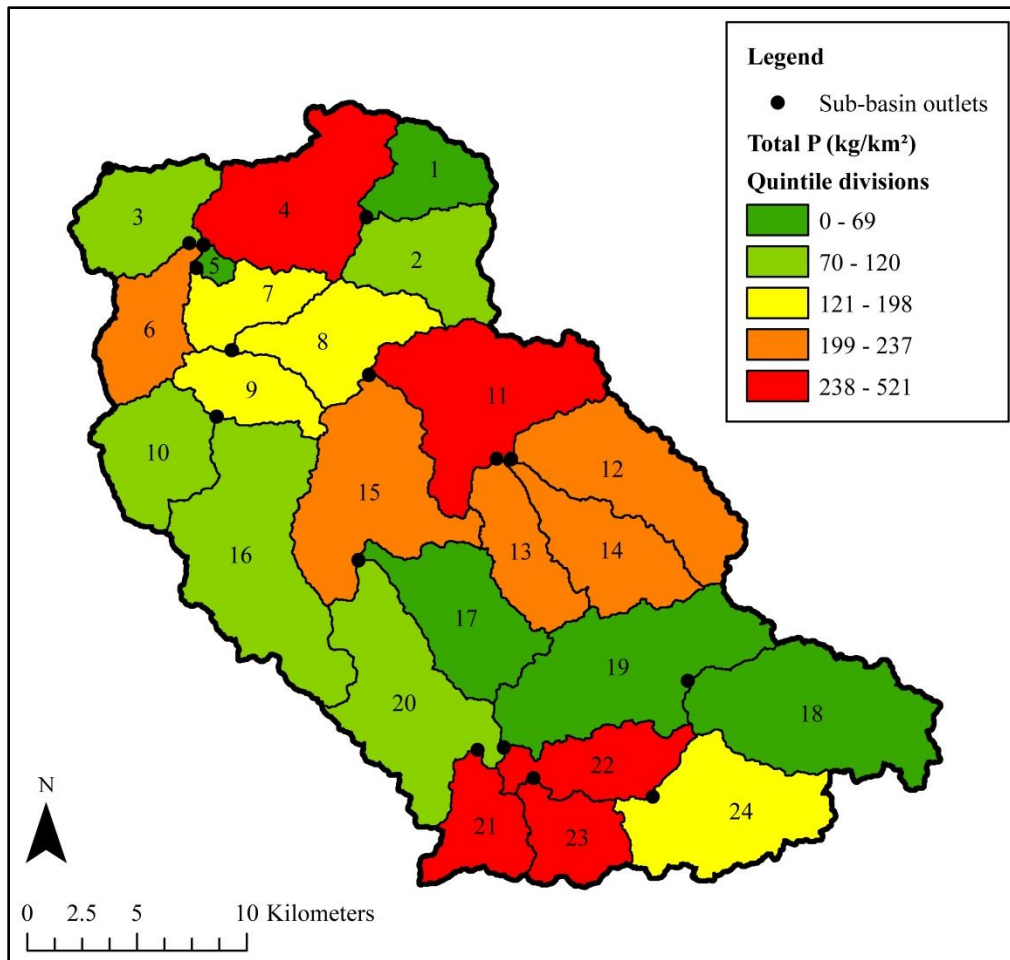 Legend
Sub-basin outlets
Total P (kg/km²)
Quintile divisions
0 - 69
70 - 120
121 - 198
199 - 237
238 - 521
1
3
4
2
5
7
6
8
9
11
10
12
15
13
14
16
17
19
20
18
22
21
23
24
N
0 2.5 5 10 Kilometers